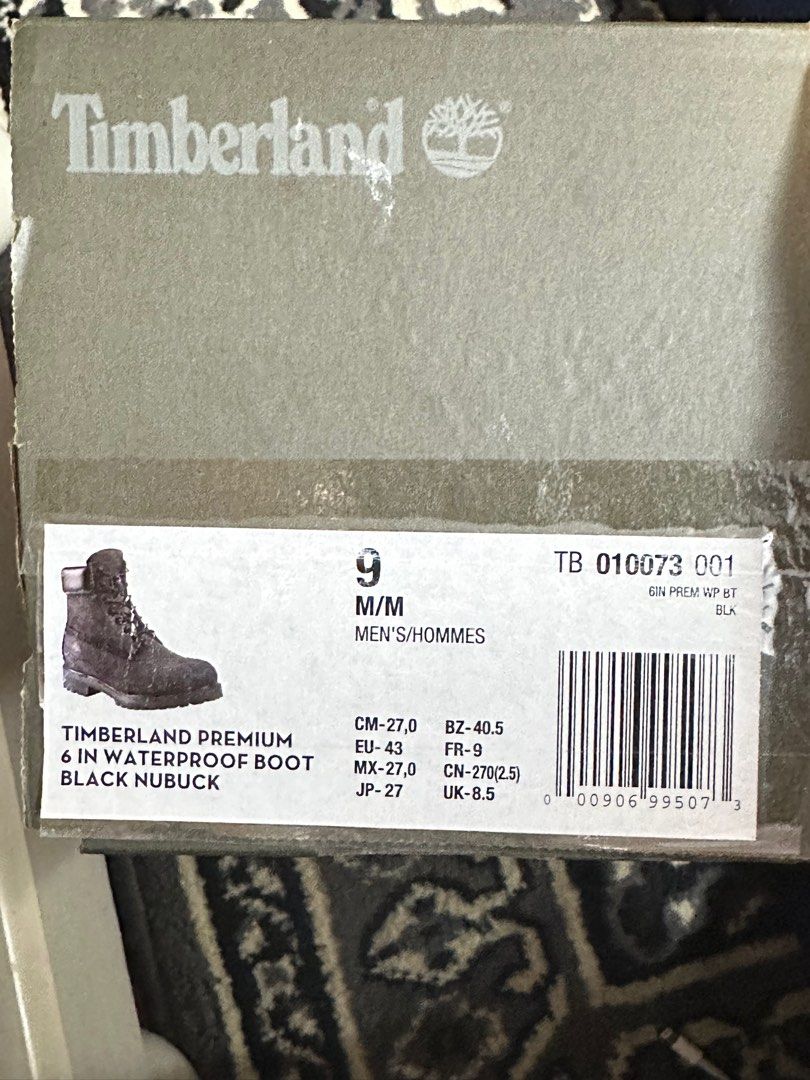 Timberland ®
9
M/M
MEN'S/HOMMES
TB 010073 001
6IN PREM WP BT
BLK
TIMBERLAND PREMIUM
6 IN WATERPROOF BOOT
BLACK NUBUCK
CM-27,0 BZ-40.5
EU-43 FR-9
MX-27,0 CN-270(2.5)
JP-27 UK-8.5
0 00906 99507 3